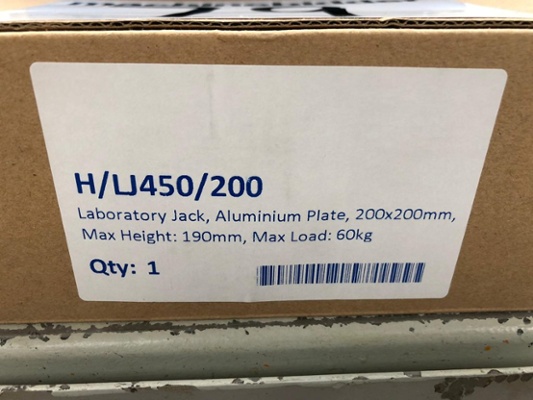 H/LJ450/200
Laboratory Jack, Aluminium Plate, 200x200mm,
Max Height: 190mm, Max Load: 60kg
Qty: 1